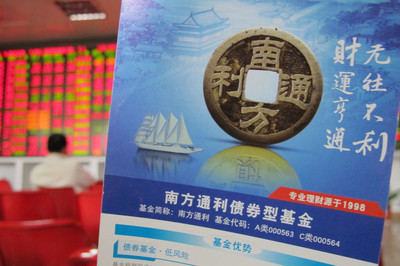 南
方
通
利
无往不利
財運亨通
专业理财源于1998
南方通利债券型基金
基金简称：南方通利 基金代码：A类000563 C类000564
基金优势
债券基金·低风险